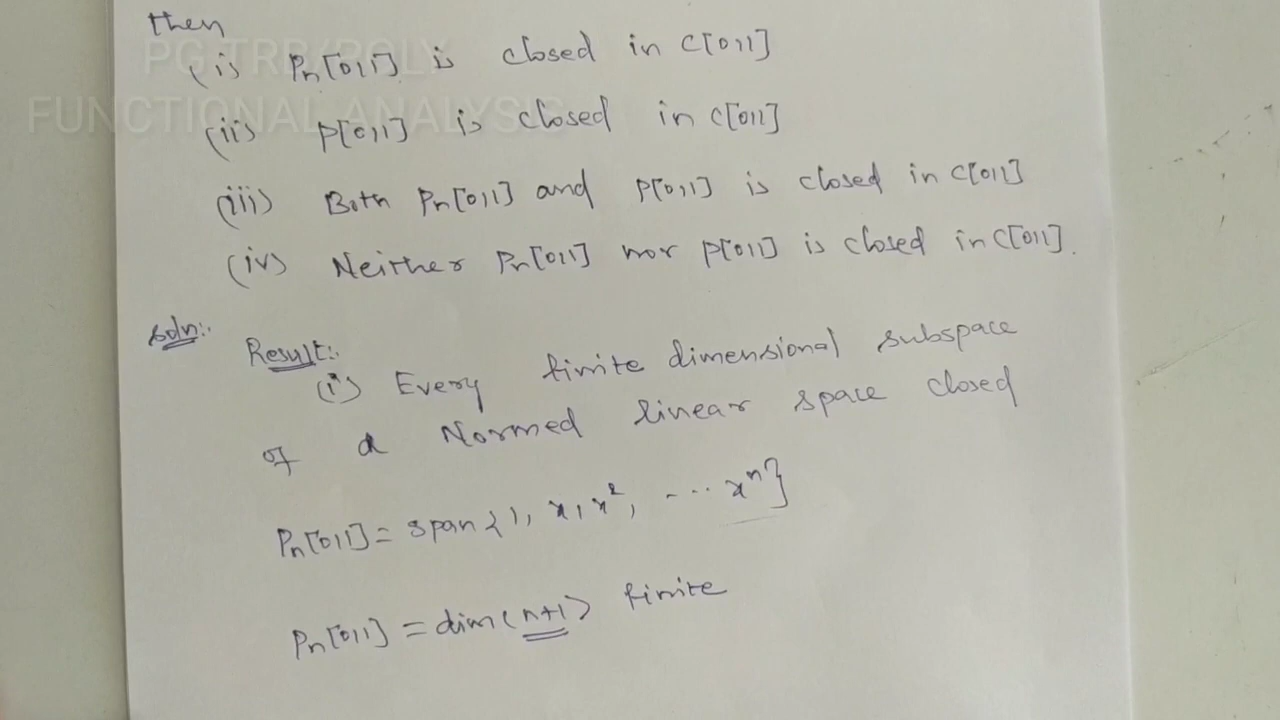 then
PG TRB/POLY
FUNCTIONAL ANALYSIS
(i) Pn[0,1] is closed in C[0,1]
(ii) P[0,1] is closed in C[0,1]
(iii) Both Pn[0,1] and P[0,1] is closed in C[0,1]
(iv) Neither Pn[0,1] nor P[0,1] is closed in C[0,1].
soln:.
Result:.
(i) Every finite dimensional subspace
of a Normed linear space closed
Pn[0,1] = span {1, x, x², ... xⁿ}
Pn[0,1] = dim(n+1) finite